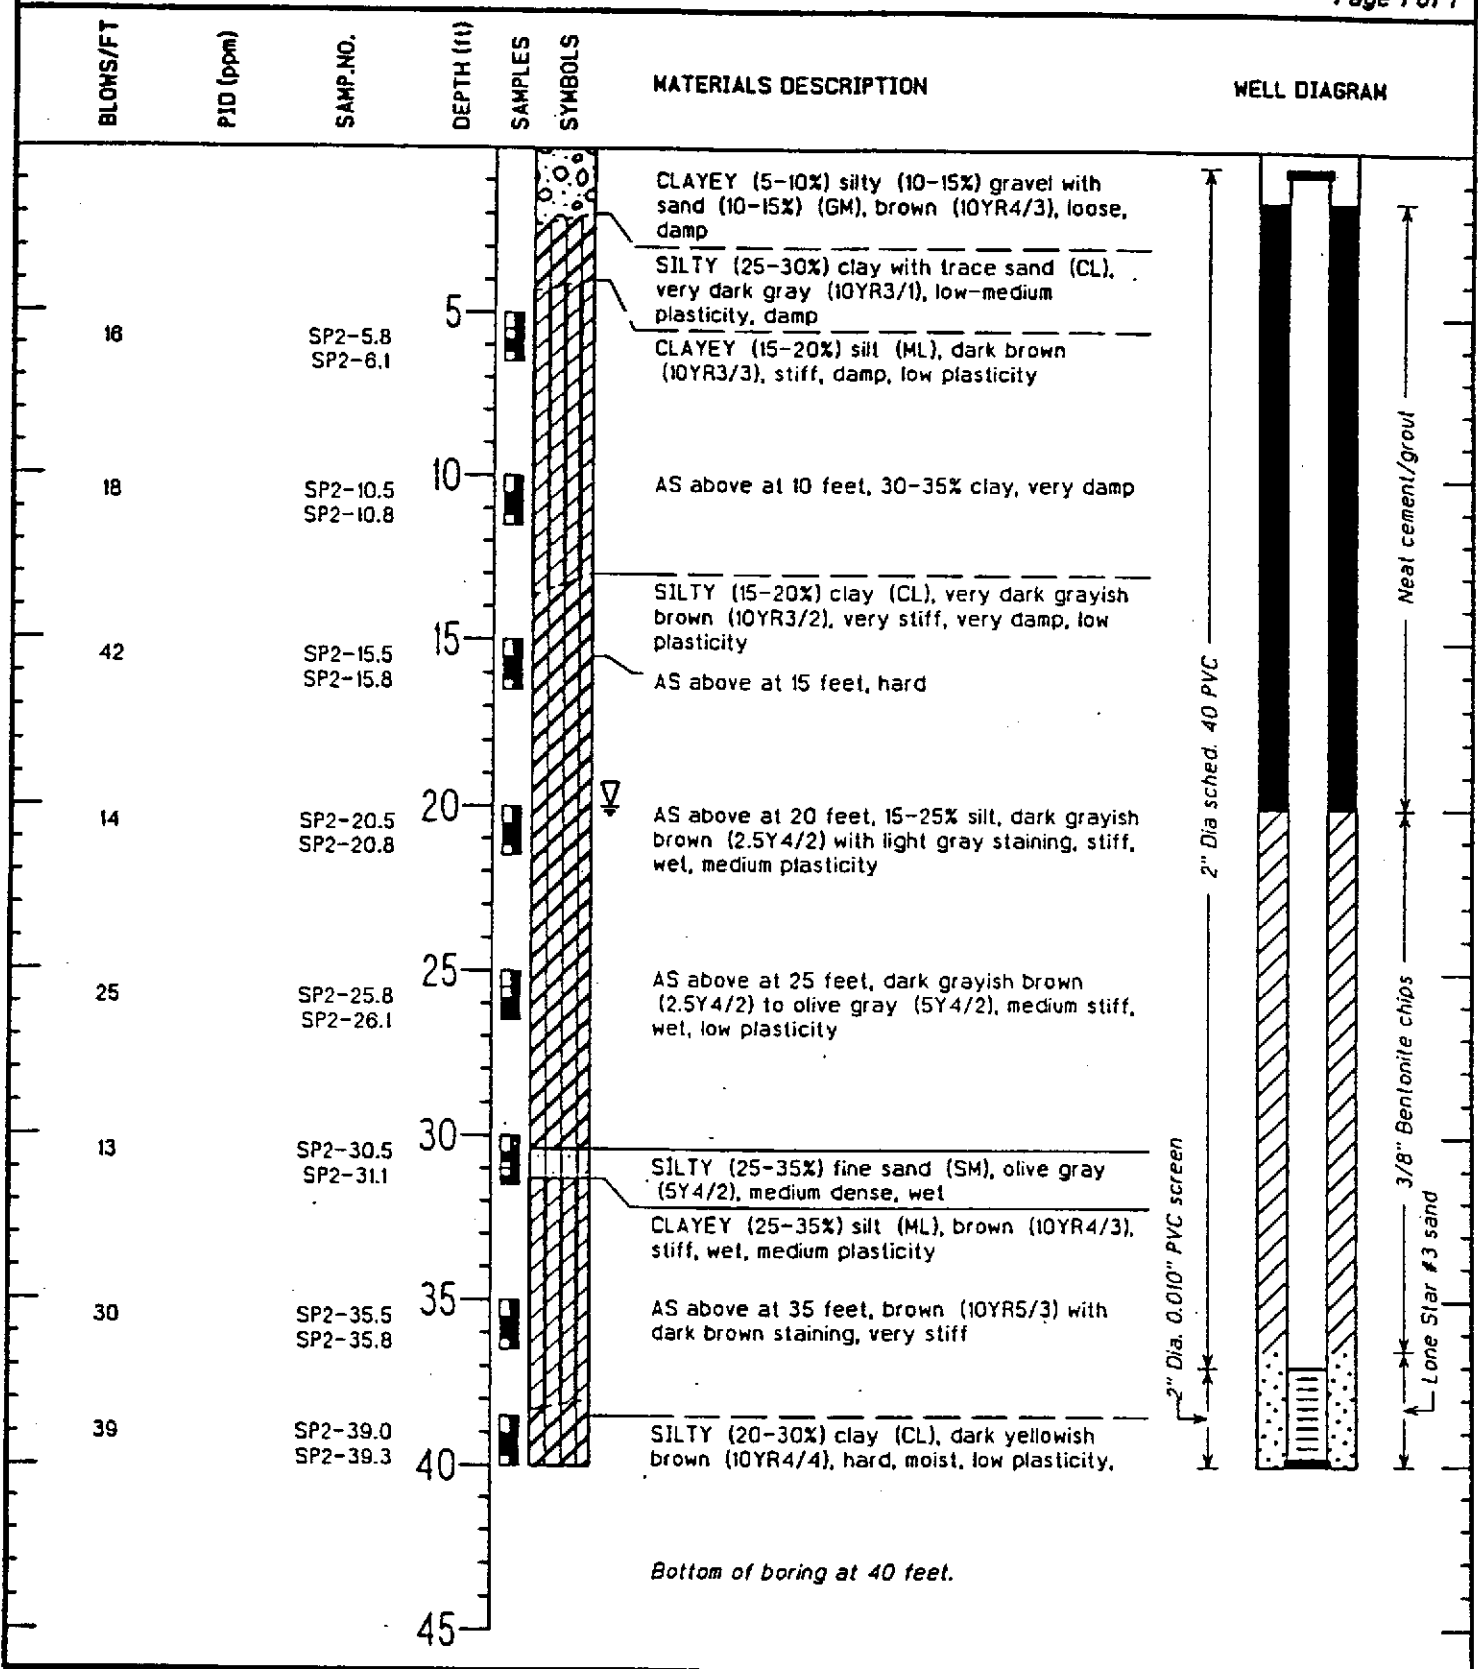 Page 1 of 1
BLOWS/FT
PID (ppm)
SAMP.NO.
DEPTH (ft)
SAMPLES
SYMBOLS
MATERIALS DESCRIPTION
WELL DIAGRAM
CLAYEY (5-10%) silty (10-15%) gravel with
sand (10-15%) (GM), brown (10YR4/3), loose,
damp
SILTY (25-30%) clay with trace sand (CL),
very dark gray (10YR3/1), low-medium
plasticity, damp
5
16
SP2-5.8
SP2-6.1
CLAYEY (15-20%) silt (ML), dark brown
(10YR3/3), stiff, damp, low plasticity
10
18
SP2-10.5
SP2-10.8
AS above at 10 feet, 30-35% clay, very damp
SILTY (15-20%) clay (CL), very dark grayish
brown (10YR3/2), very stiff, very damp, low
plasticity
15
42
SP2-15.5
SP2-15.8
AS above at 15 feet, hard
20
14
SP2-20.5
SP2-20.8
AS above at 20 feet, 15-25% silt, dark grayish
brown (2.5Y4/2) with light gray staining, stiff,
wet, medium plasticity
25
25
SP2-25.8
SP2-26.1
AS above at 25 feet, dark grayish brown
(2.5Y4/2) to olive gray (5Y4/2), medium stiff,
wet, low plasticity
30
13
SP2-30.5
SP2-31.1
SILTY (25-35%) fine sand (SM), olive gray
(5Y4/2), medium dense, wet
CLAYEY (25-35%) silt (ML), brown (10YR4/3),
stiff, wet, medium plasticity
35
30
SP2-35.5
SP2-35.8
AS above at 35 feet, brown (10YR5/3) with
dark brown staining, very stiff
39
SP2-39.0
SP2-39.3
40
SILTY (20-30%) clay (CL), dark yellowish
brown (10YR4/4), hard, moist, low plasticity,
Bottom of boring at 40 feet.
45
2" Dia sched. 40 PVC
2" Dia. 0.010" PVC screen
Neat cement/grout
3/8" Bentonite chips
Lone Star #3 sand